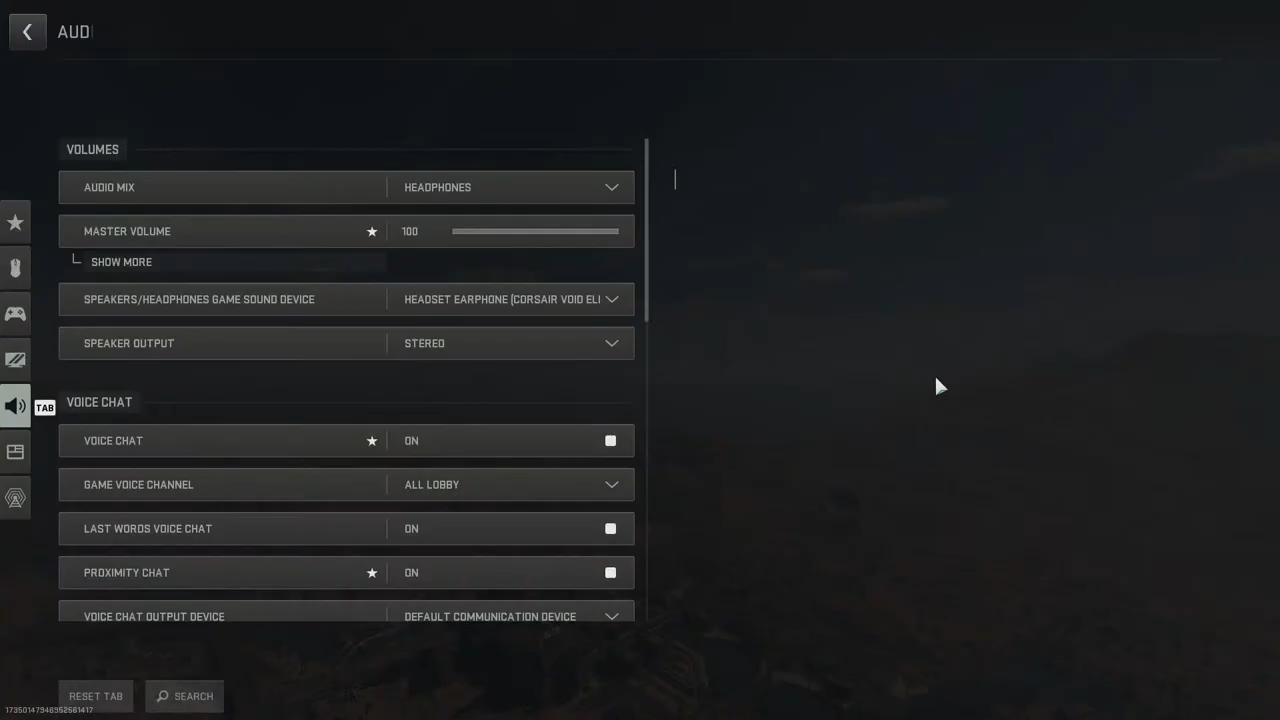 AUDI
VOLUMES
AUDIO MIX HEADPHONES
MASTER VOLUME 100
SHOW MORE
SPEAKERS/HEADPHONES GAME SOUND DEVICE HEADSET EARPHONE (CORSAIR VOID ELI
SPEAKER OUTPUT STEREO
TAB VOICE CHAT
VOICE CHAT ON
GAME VOICE CHANNEL ALL LOBBY
LAST WORDS VOICE CHAT ON
PROXIMITY CHAT ON
VOICE CHAT OUTPUT DEVICE DEFAULT COMMUNICATION DEVICE
RESET TAB SEARCH
17350147946952561417